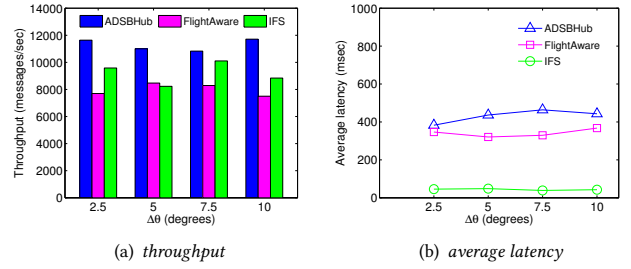 14000
12000
10000
8000
6000
4000
2000
0
Throughput (messages/sec)
ADSBHub
FlightAware
IFS
2.5
5
7.5
10
Δθ (degrees)
(a) throughput
1000
800
600
400
200
0
Average latency (msec)
ADSBHub
FlightAware
IFS
2.5
5
7.5
10
Δθ (degrees)
(b) average latency